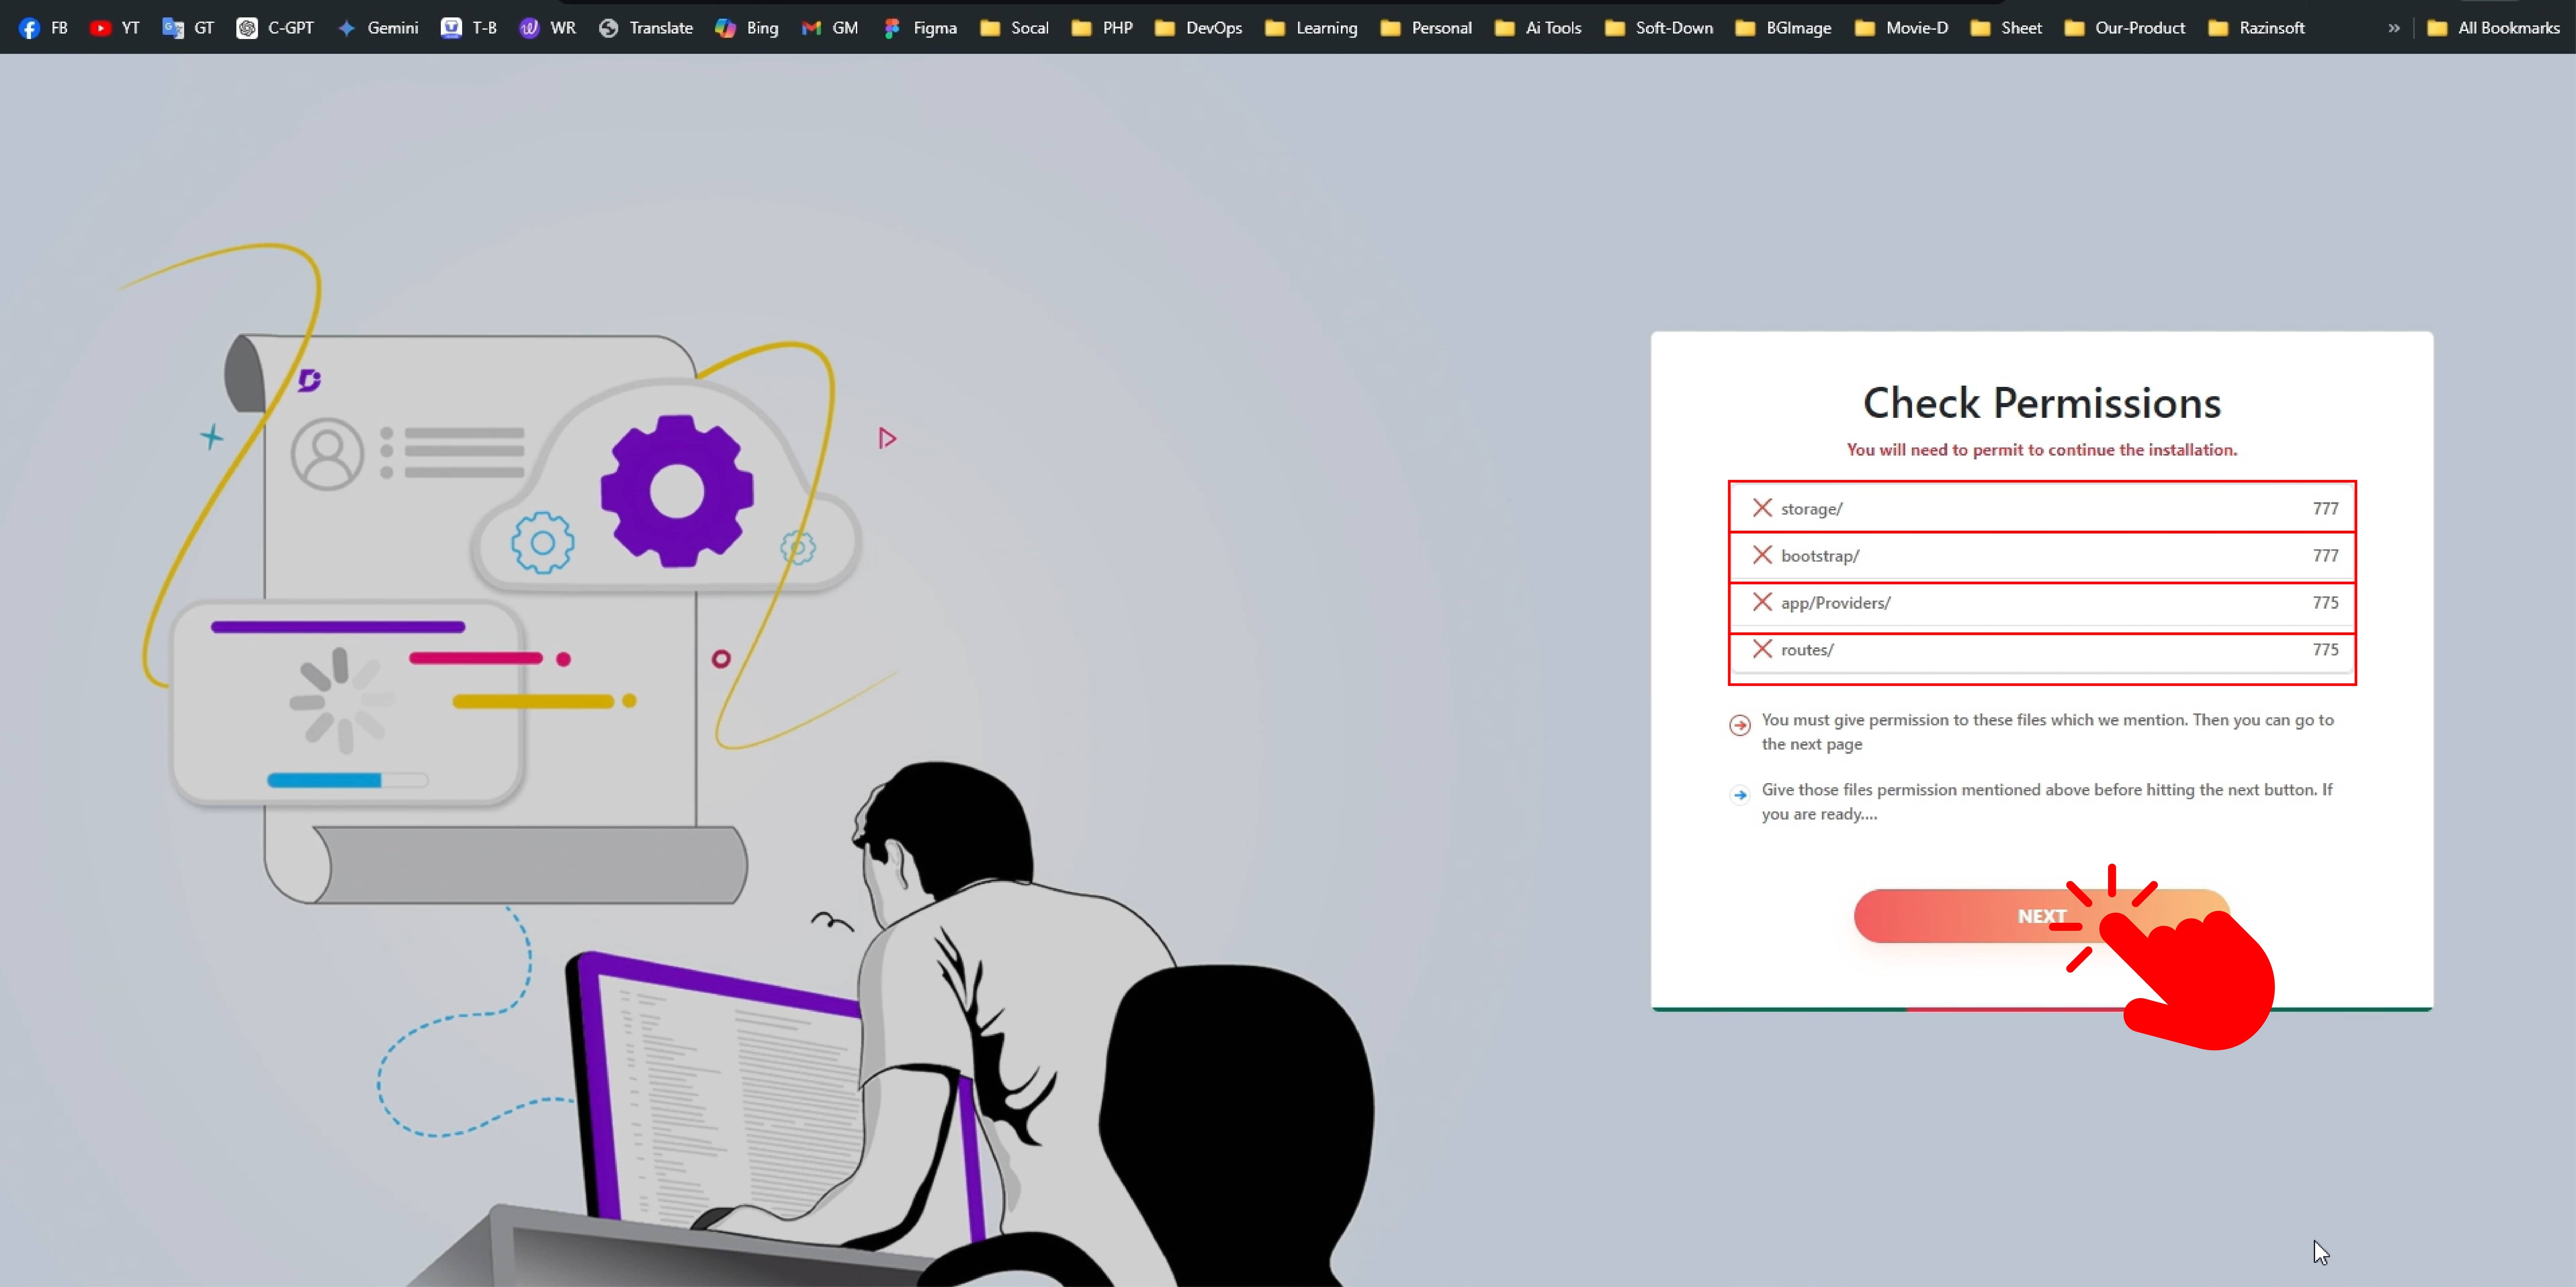 FB YT GT C-GPT Gemini T-B WR Translate Bing GM Figma Socal PHP DevOps Learning Personal Ai Tools Soft-Down BGImage Movie-D Sheet Our-Product Razinsoft » All Bookmarks
Check Permissions
You will need to permit to continue the installation.
storage/ 777
bootstrap/ 777
app/Providers/ 775
routes/ 775
You must give permission to these files which we mention. Then you can go to
the next page
Give those files permission mentioned above before hitting the next button. If
you are ready....
NEXT